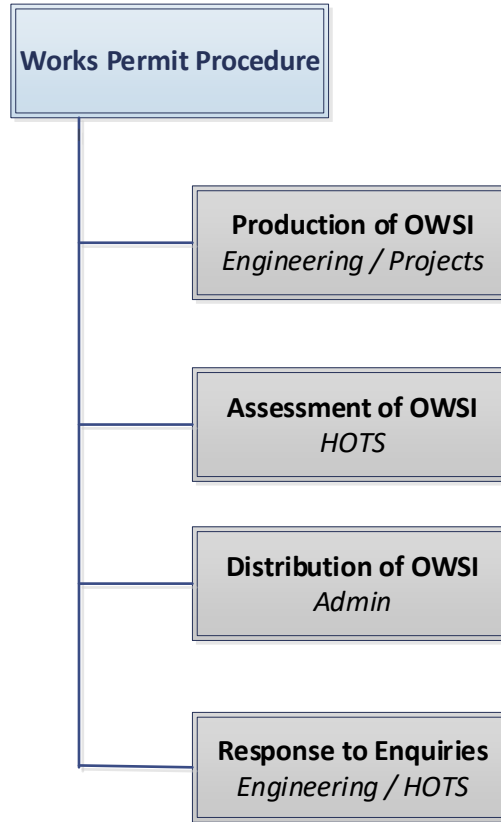 Works Permit Procedure
Production of OWSI
Engineering / Projects
Assessment of OWSI
HOTS
Distribution of OWSI
Admin
Response to Enquiries
Engineering / HOTS